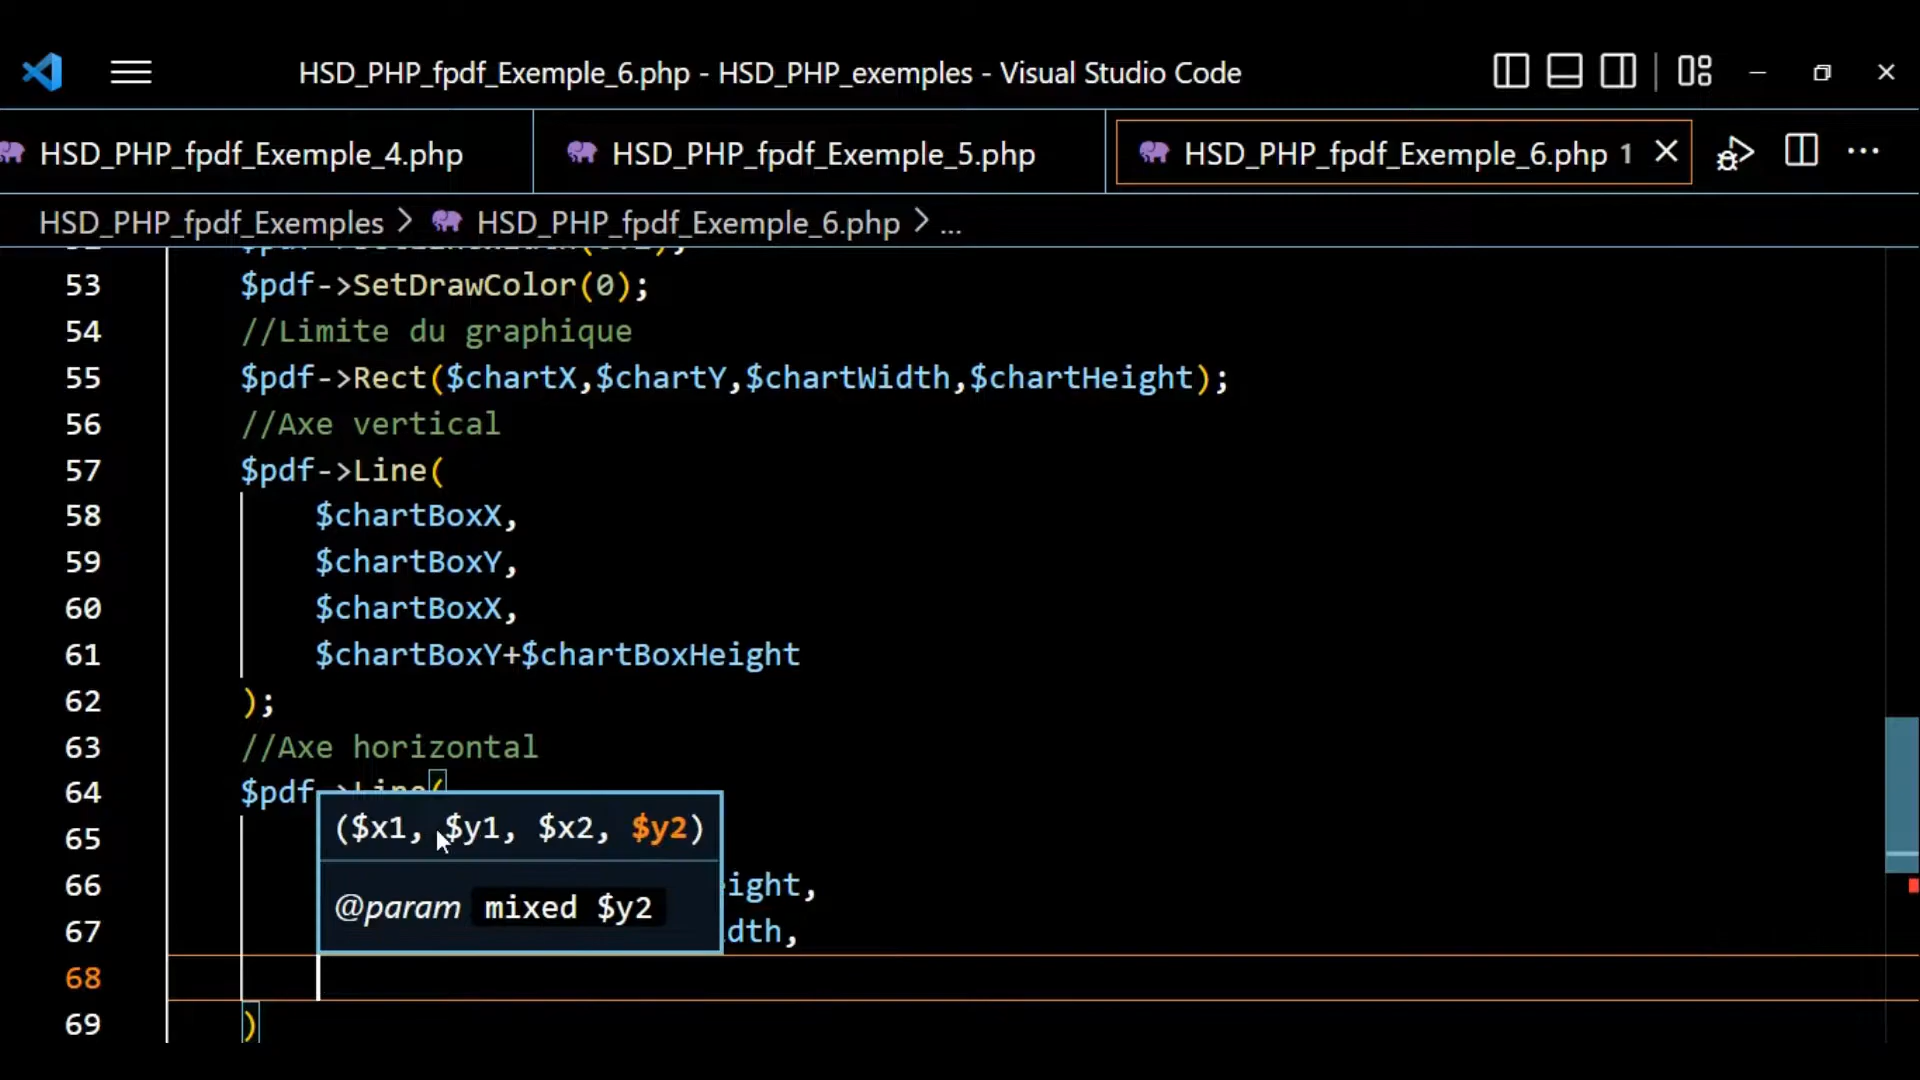 HSD_PHP_fpdf_Exemple_6.php - HSD_PHP_exemples - Visual Studio Code
HSD_PHP_fpdf_Exemple_4.php
HSD_PHP_fpdf_Exemple_5.php
HSD_PHP_fpdf_Exemple_6.php 1
HSD_PHP_fpdf_Exemples > HSD_PHP_fpdf_Exemple_6.php > ...
53 $pdf->SetDrawColor(0);
54 //Limite du graphique
55 $pdf->Rect($chartX,$chartY,$chartWidth,$chartHeight);
56 //Axe vertical
57 $pdf->Line(
58 $chartBoxX,
59 $chartBoxY,
60 $chartBoxX,
61 $chartBoxY+$chartBoxHeight
62 );
63 //Axe horizontal
64 $pdf->Line(
65
($x1, $y1, $x2, $y2)
66 ight,
@param mixed $y2
67 dth,
68
69 )